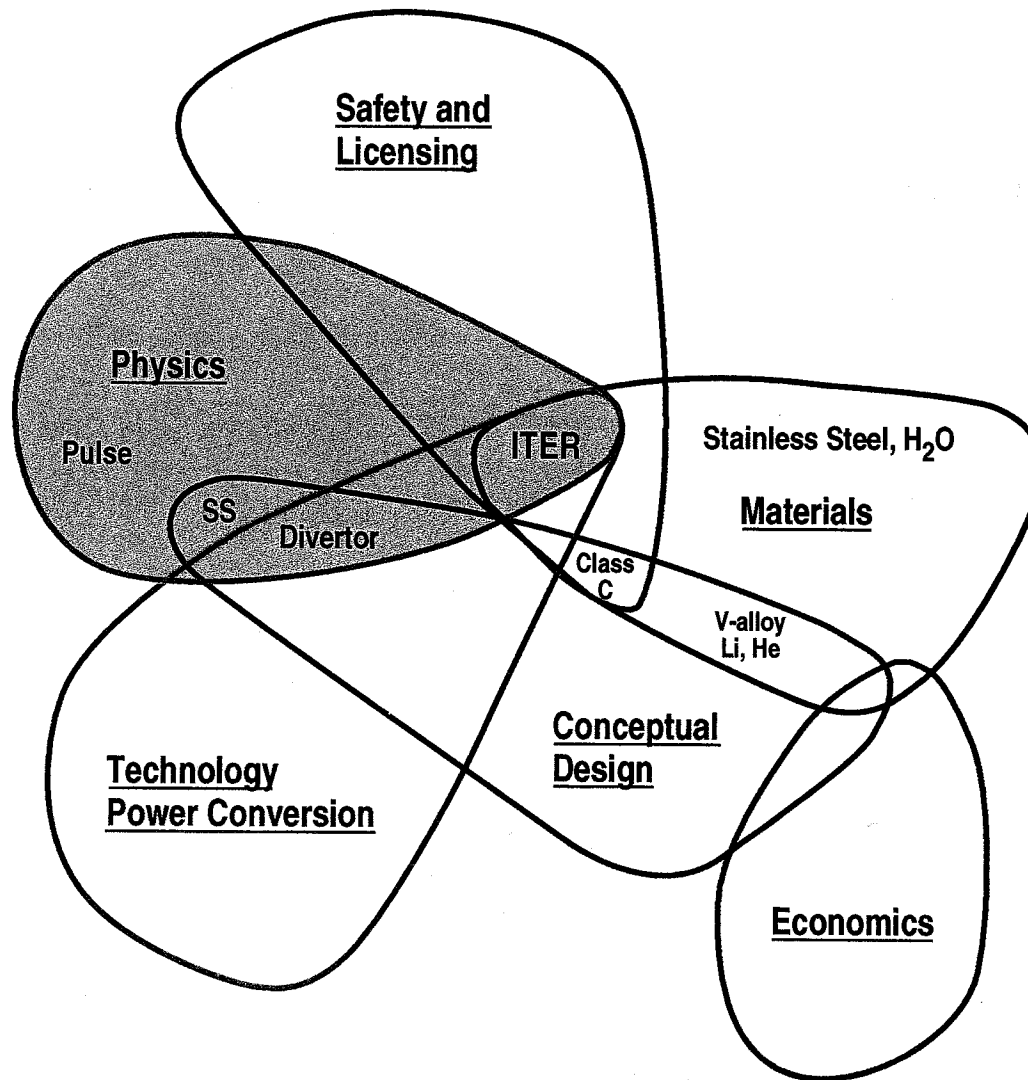 Safety and
Licensing
Physics
Pulse
ITER
Stainless Steel, H₂O
SS
Divertor
Materials
Class
C
V-alloy
Li, He
Conceptual
Design
Technology
Power Conversion
Economics